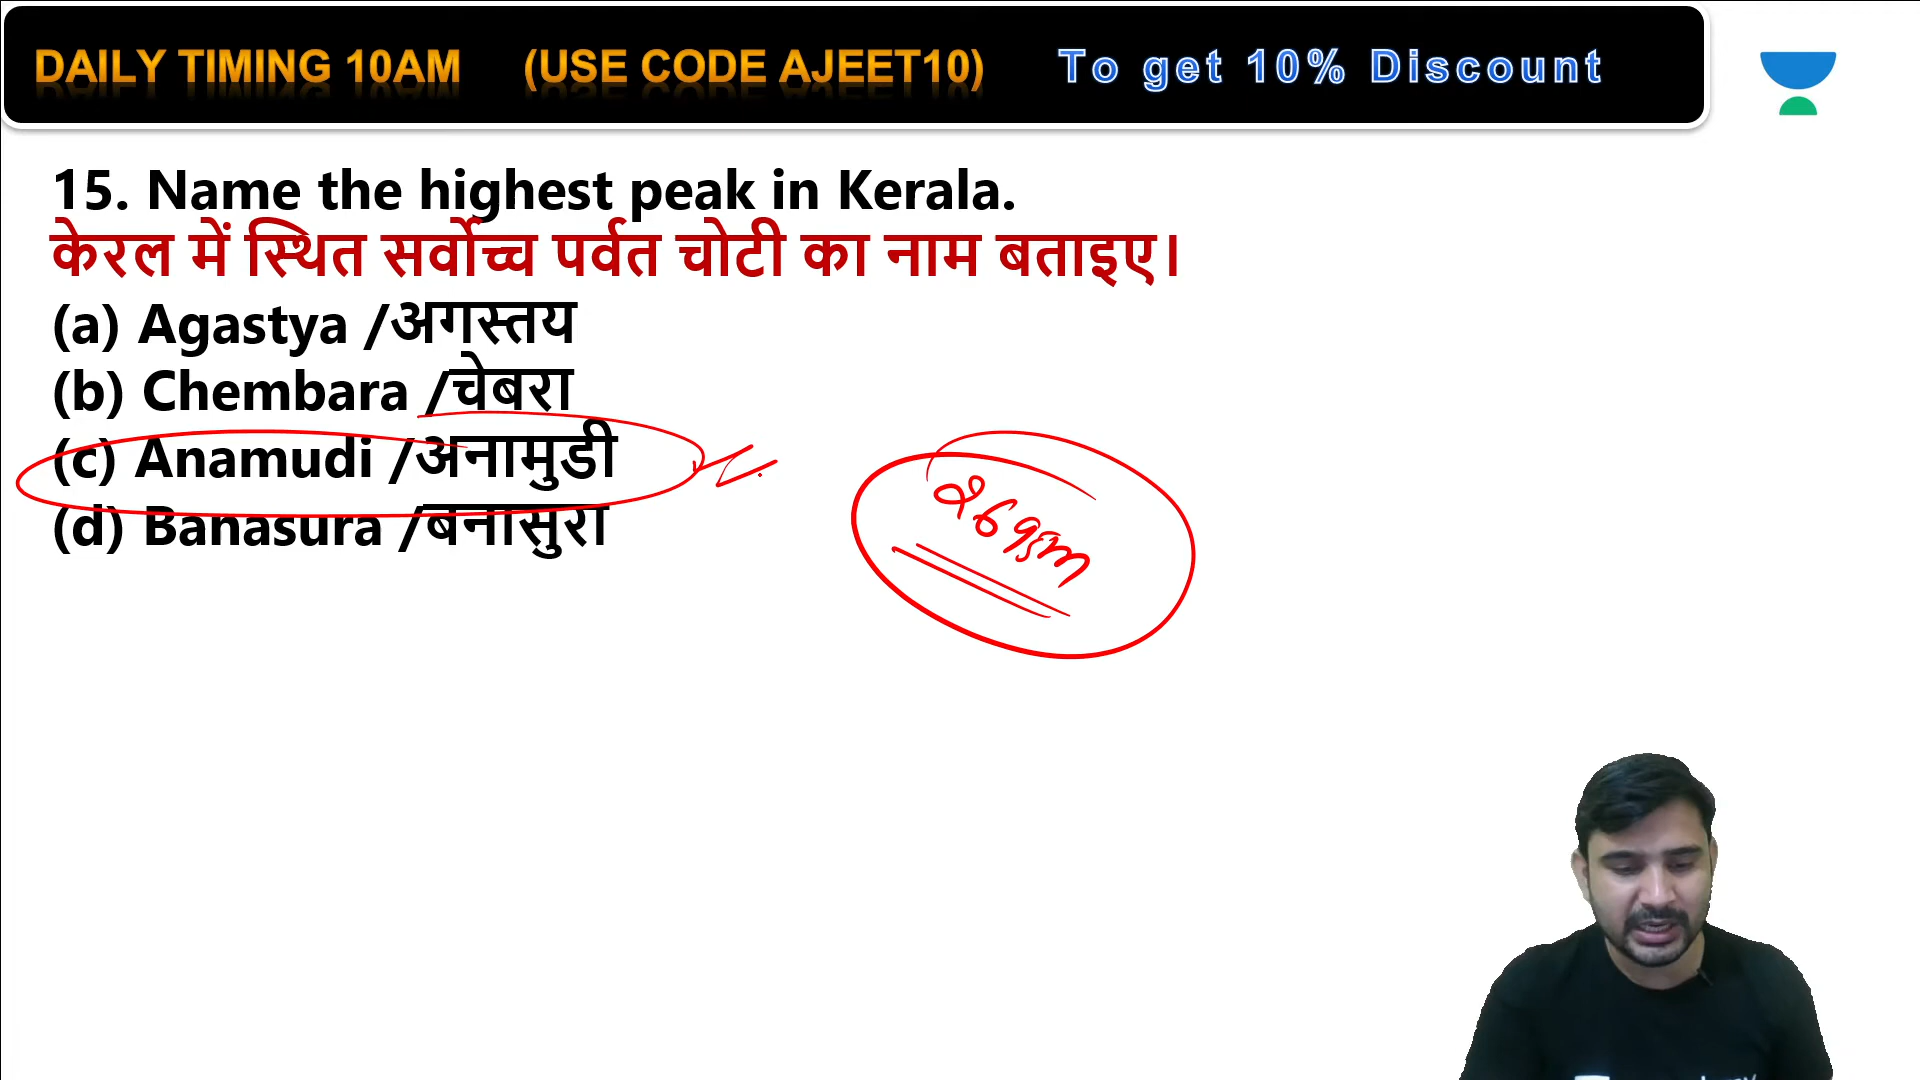 DAILY TIMING 10AM (USE CODE AJEET10) To get 10% Discount
15. Name the highest peak in Kerala.
केरल में स्थित सर्वोच्च पर्वत चोटी का नाम बताइए।
(a) Agastya /अगस्तय
(b) Chembara /चेबरा
(c) Anamudi /अनामुडी
(d) Banasura /बनासुरा
2695m